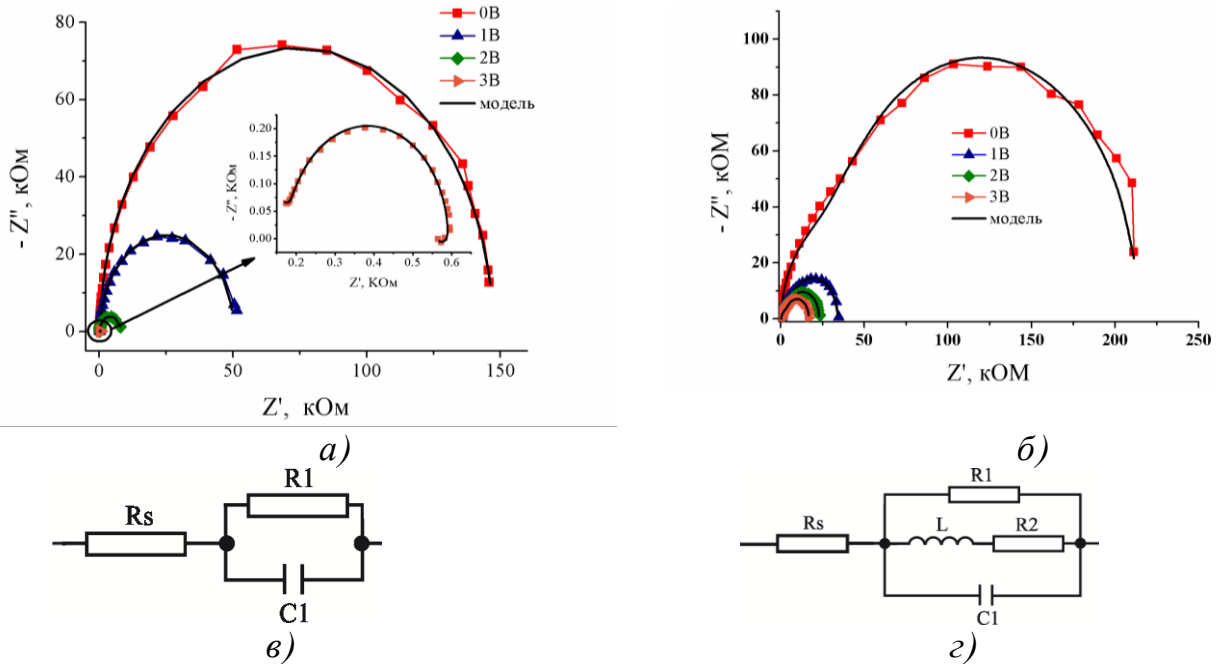 80
60
40
20
0
- Z", кОм
0
50
100
150
Z', кОм
0В
1В
2В
3В
модель
0.20
0.15
0.10
0.05
0.00
- Z", КОм
0.2
0.3
0.4
0.5
0.6
Z', КОм
а)
100
80
60
40
20
0
- Z", кОМ
0
50
100
150
200
250
Z', кОМ
0В
1В
2В
3В
модель
б)
Rs
R1
C1
в)
Rs
R1
L
R2
C1
г)